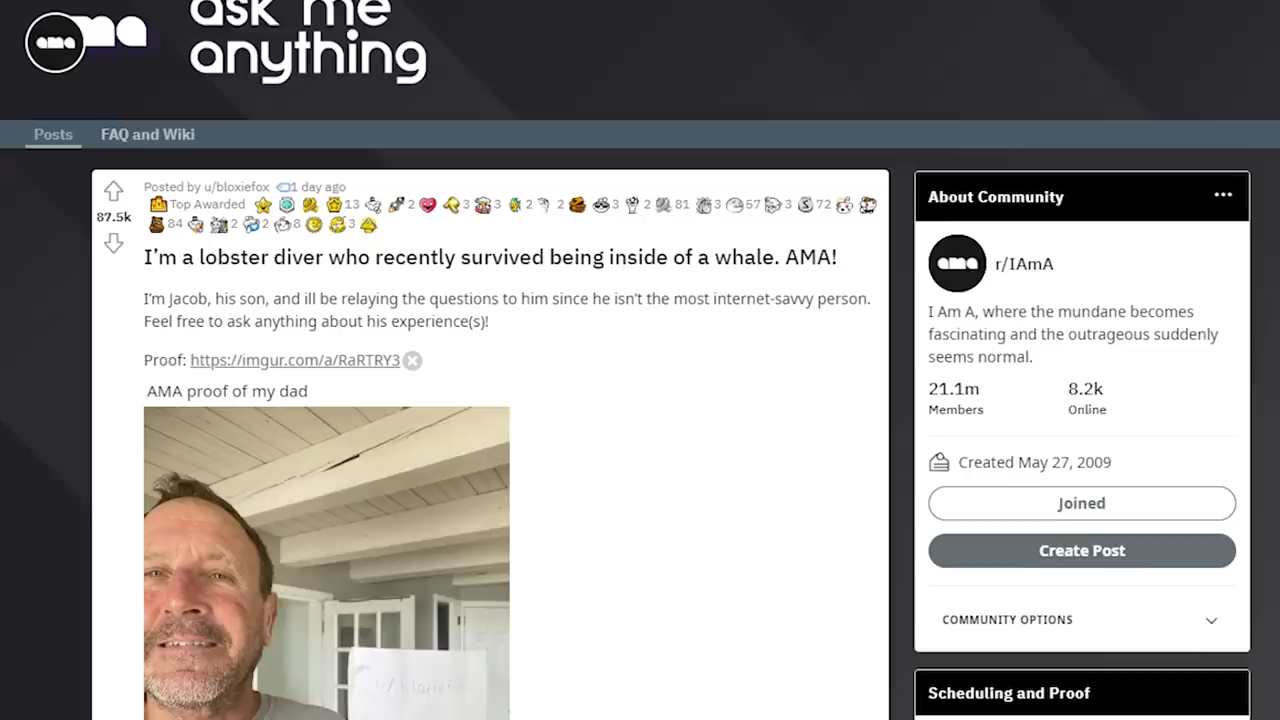 ask me
anything
ama
Posts FAQ and Wiki
Posted by u/bloxiefox 1 day ago
Top Awarded 13 2 3 3 2 2 3 2 81 3 57 3 72
87.5k
84 2 2 8 3
I'm a lobster diver who recently survived being inside of a whale. AMA!
I'm Jacob, his son, and ill be relaying the questions to him since he isn't the most internet-savvy person.
Feel free to ask anything about his experience(s)!
Proof: https://imgur.com/a/RaRTRY3
AMA proof of my dad
About Community
ama r/IAmA
I Am A, where the mundane becomes
fascinating and the outrageous suddenly
seems normal.
21.1m 8.2k
Members Online
Created May 27, 2009
Joined
Create Post
COMMUNITY OPTIONS
Scheduling and Proof